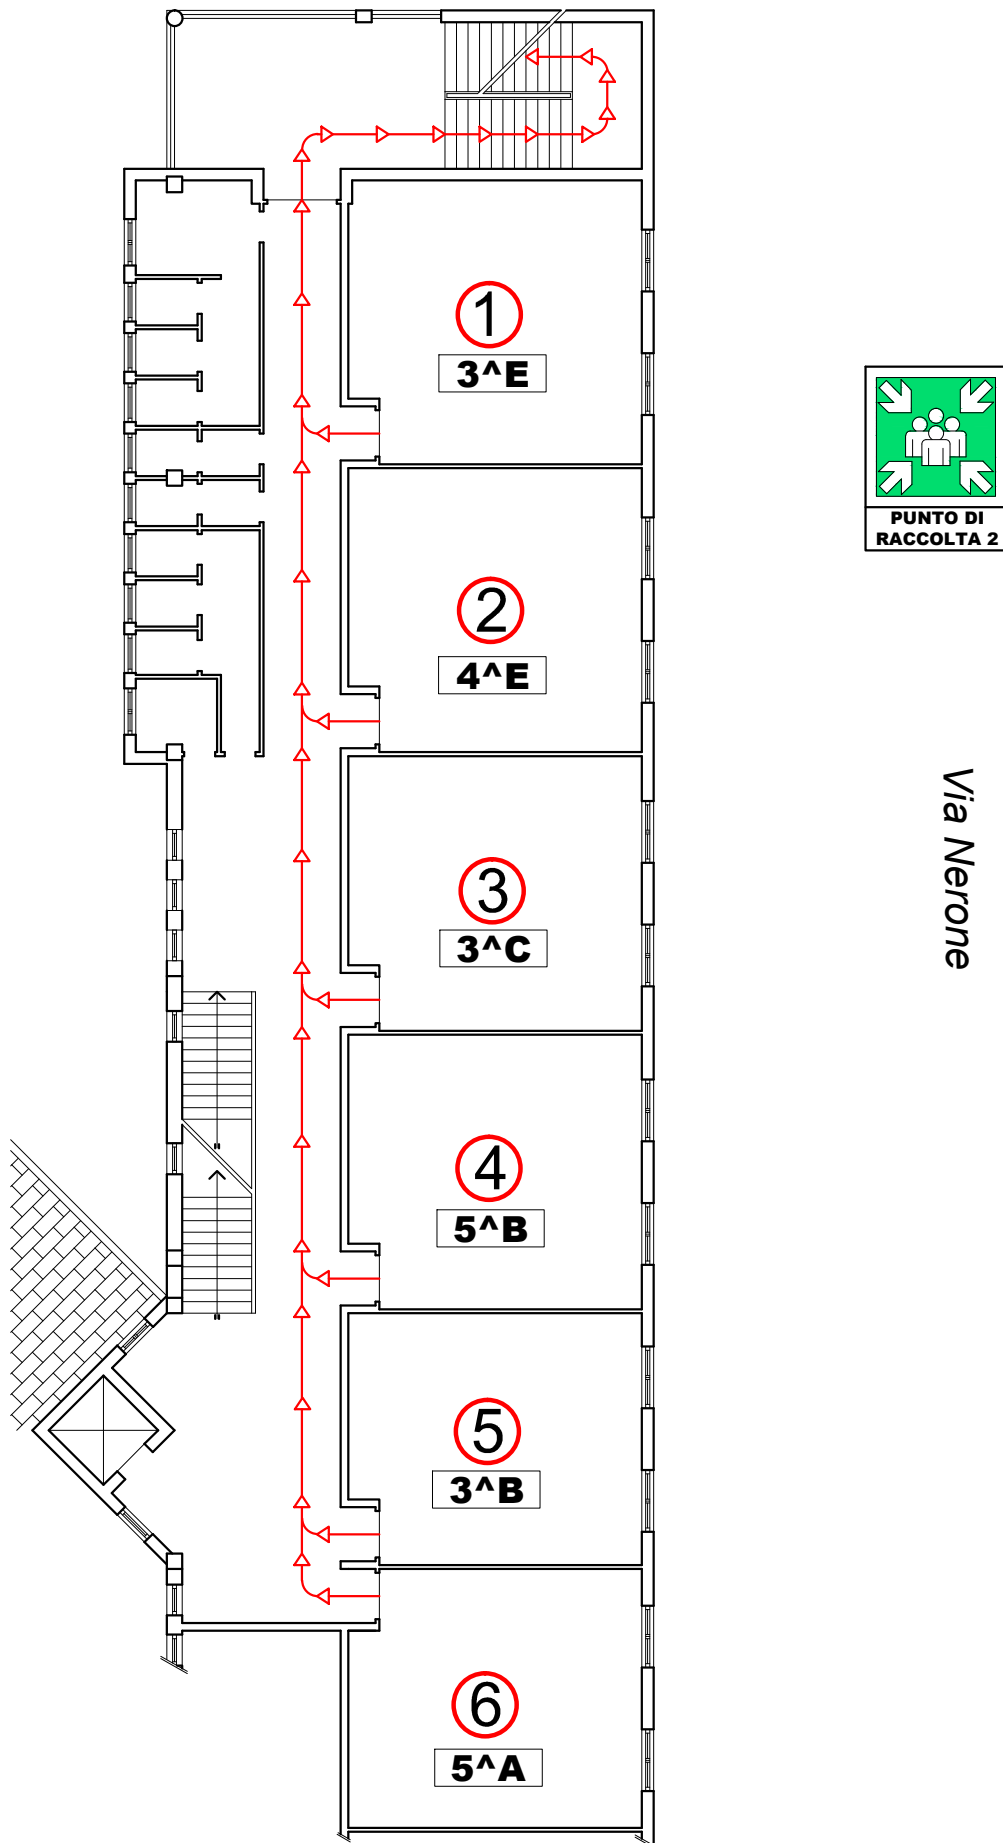 1
3^E
PUNTO DI
RACCOLTA 2
2
4^E
Via Nerone
3
3^C
4
5^B
5
3^B
6
5^A